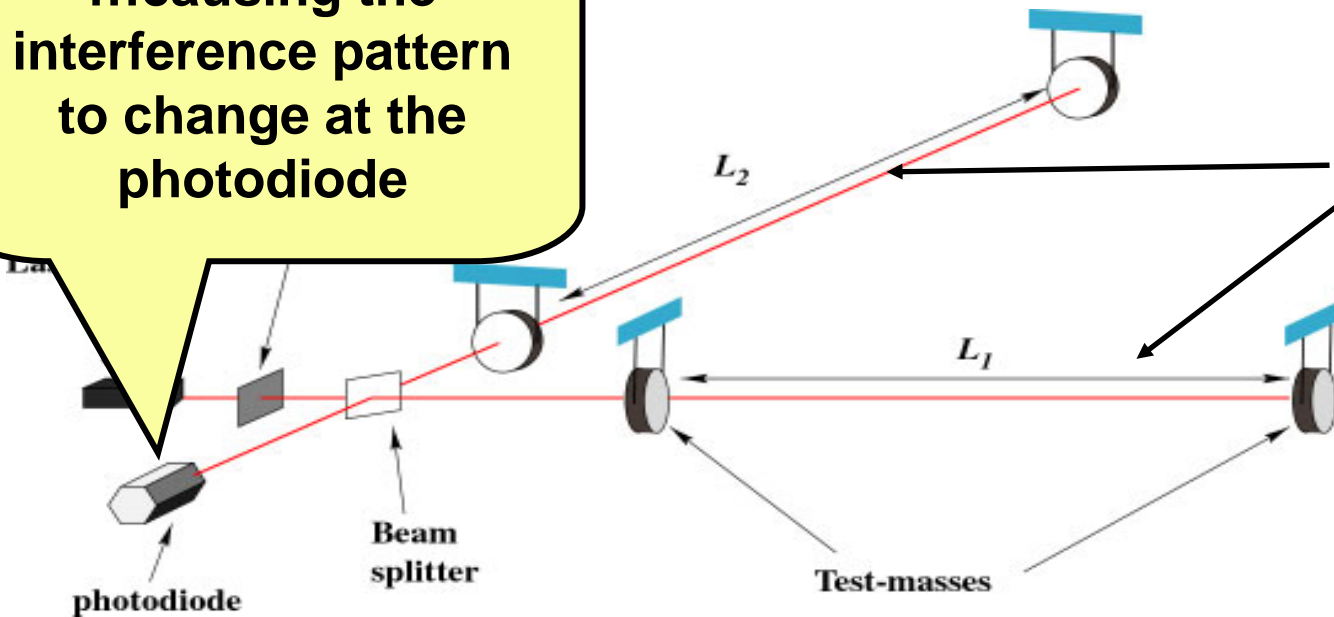 interference pattern
to change at the
photodiode
L2
L1
Beam
splitter
Test-masses
photodiode